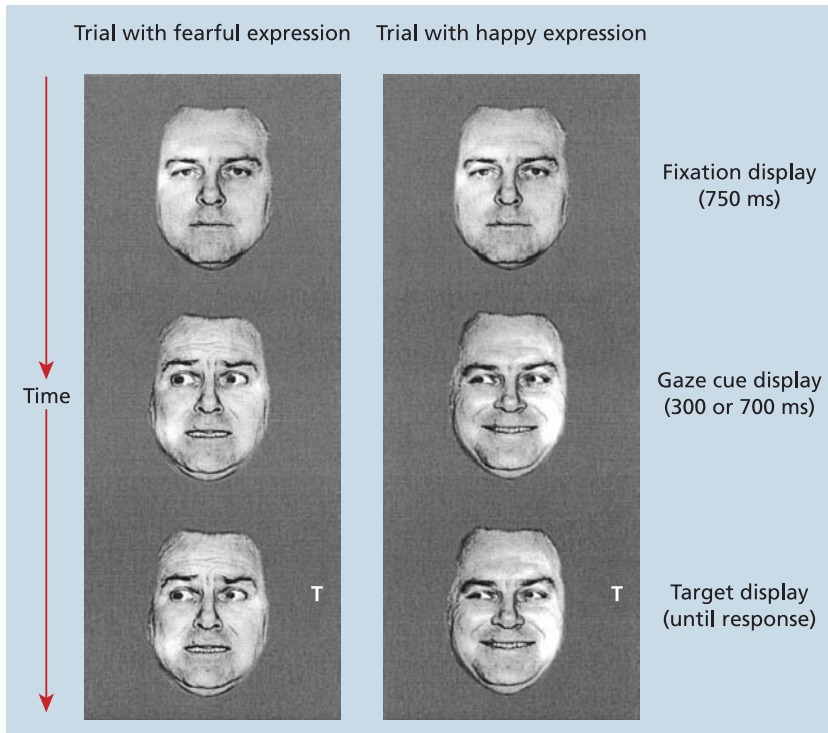 Trial with fearful expression
Trial with happy expression
Fixation display
(750 ms)
Time
Gaze cue display
(300 or 700 ms)
T
T
Target display
(until response)